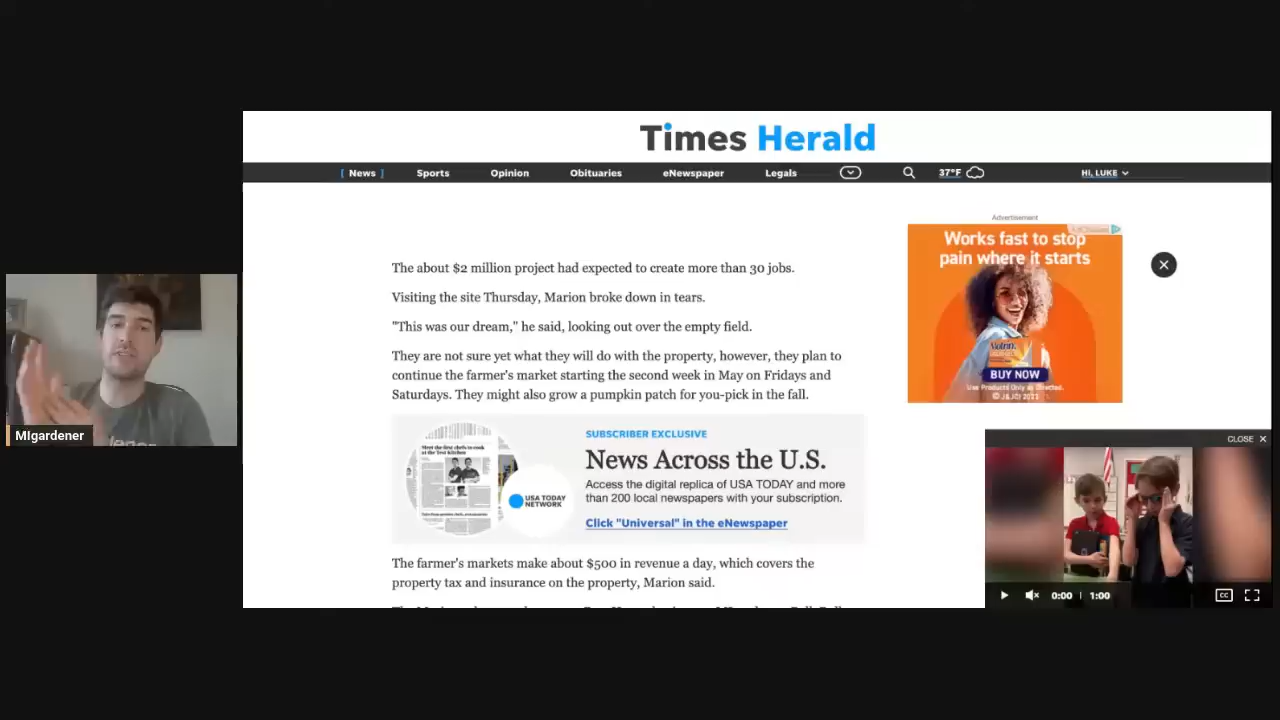 Times Herald
[ News ] Sports Opinion Obituaries eNewspaper Legals 37°F HI, LUKE
Advertisement
Works fast to stop
pain where it starts
Motrin
BUY NOW
Use Products Only as Directed.
The about $2 million project had expected to create more than 30 jobs.
Visiting the site Thursday, Marion broke down in tears.
"This was our dream," he said, looking out over the empty field.
They are not sure yet what they will do with the property, however, they plan to
continue the farmer's market starting the second week in May on Fridays and
Saturdays. They might also grow a pumpkin patch for you-pick in the fall.
MIgardener
SUBSCRIBER EXCLUSIVE
News Across the U.S.
Access the digital replica of USA TODAY and more
than 200 local newspapers with your subscription.
Click "Universal" in the eNewspaper
USA TODAY
NETWORK
CLOSE X
0:00 | 1:00
CC
The farmer's markets make about $500 in revenue a day, which covers the
property tax and insurance on the property, Marion said.